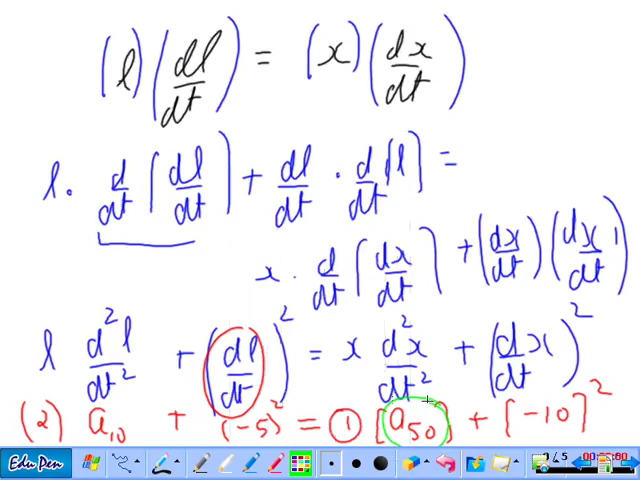 (l)(dl/dt) = (x)(dx/dt)
l. d/dt [dl/dt] + dl/dt . d/dt [l] =
x . d/dt [dx/dt] + (dx/dt)(dx/dt)
l d²l/dt² + (dl/dt)² = x d²x/dt² + (dx/dt)²
(2) a₁₀ + (-5)² = ① [a₅₀] + [-10]²
Edu Pen
/ 5